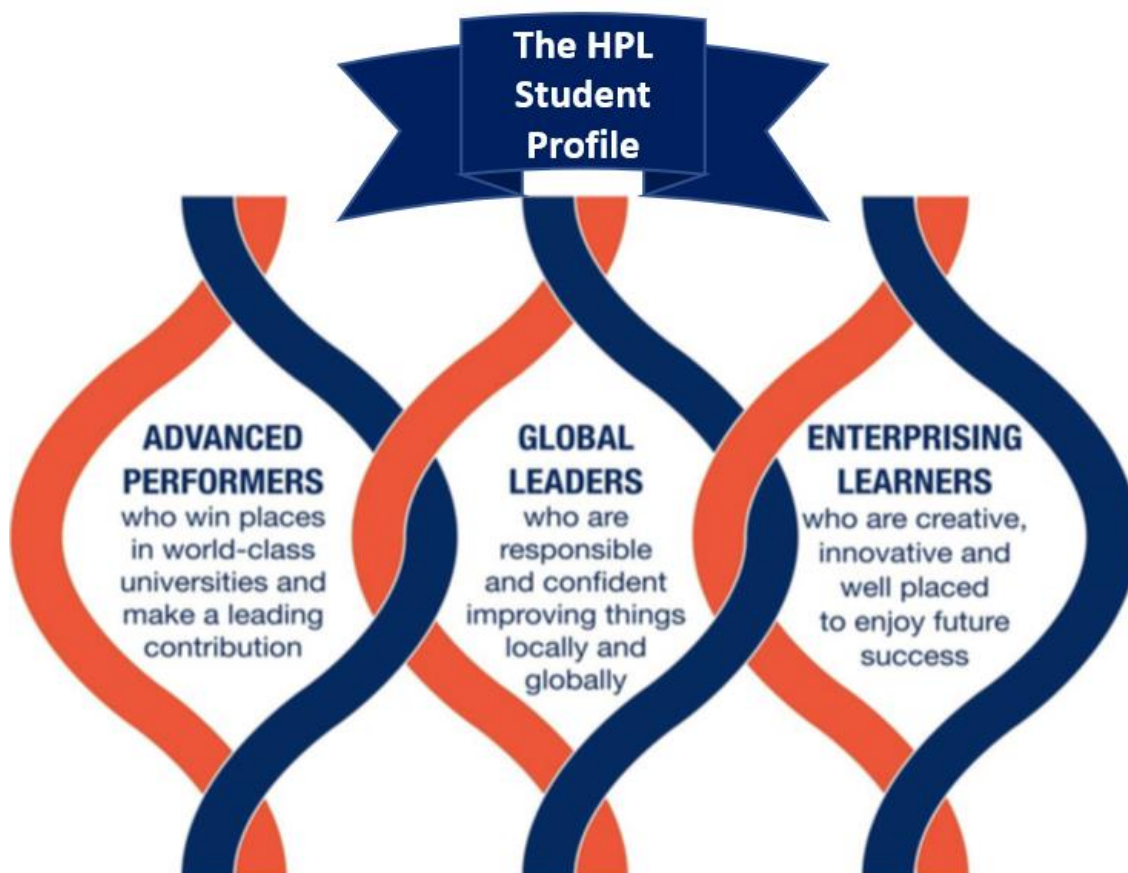 The HPL
Student
Profile
ADVANCED
PERFORMERS
who win places
in world-class
universities and
make a leading
contribution
GLOBAL
LEADERS
who are
responsible
and confident
improving things
locally and
globally
ENTERPRISING
LEARNERS
who are creative,
innovative and
well placed
to enjoy future
success